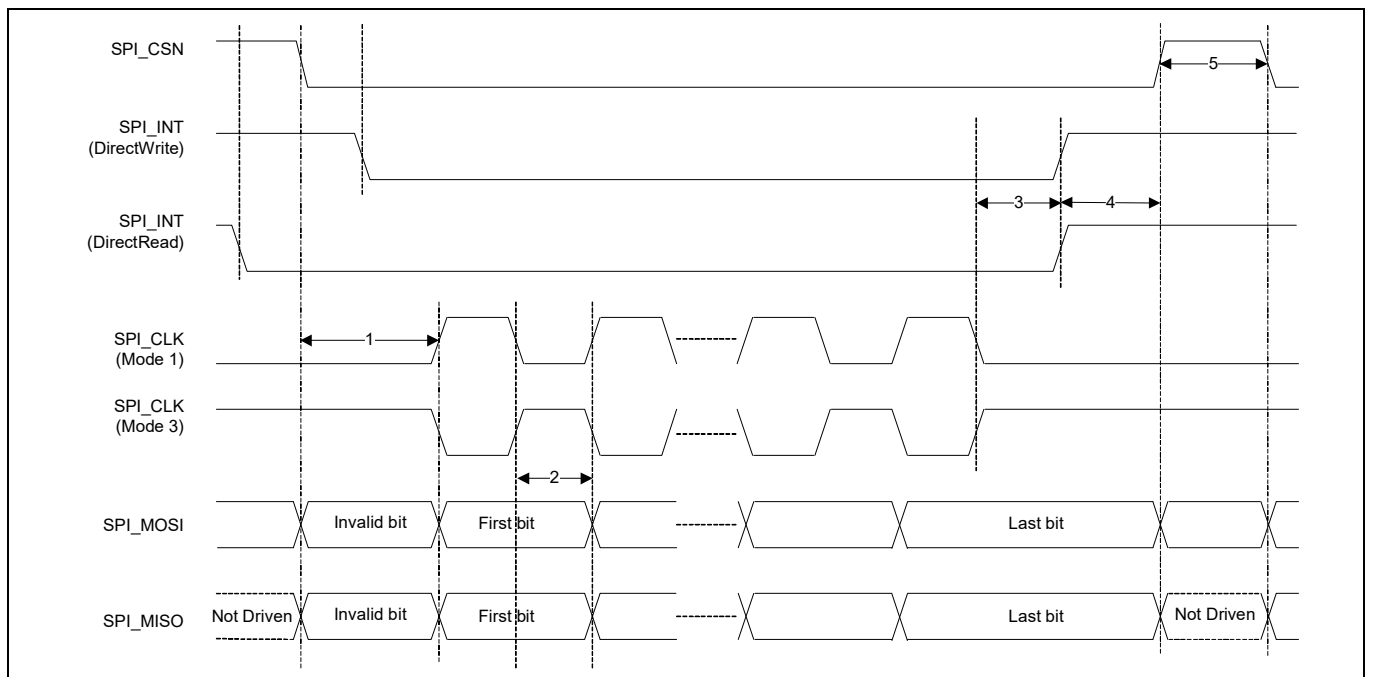 SPI_CSN
5
SPI_INT
(DirectWrite)
3
4
SPI_INT
(DirectRead)
SPI_CLK
(Mode 1)
1
SPI_CLK
(Mode 3)
2
SPI_MOSI
Invalid bit
First bit
Last bit
SPI_MISO
Not Driven
Invalid bit
First bit
Last bit
Not Driven